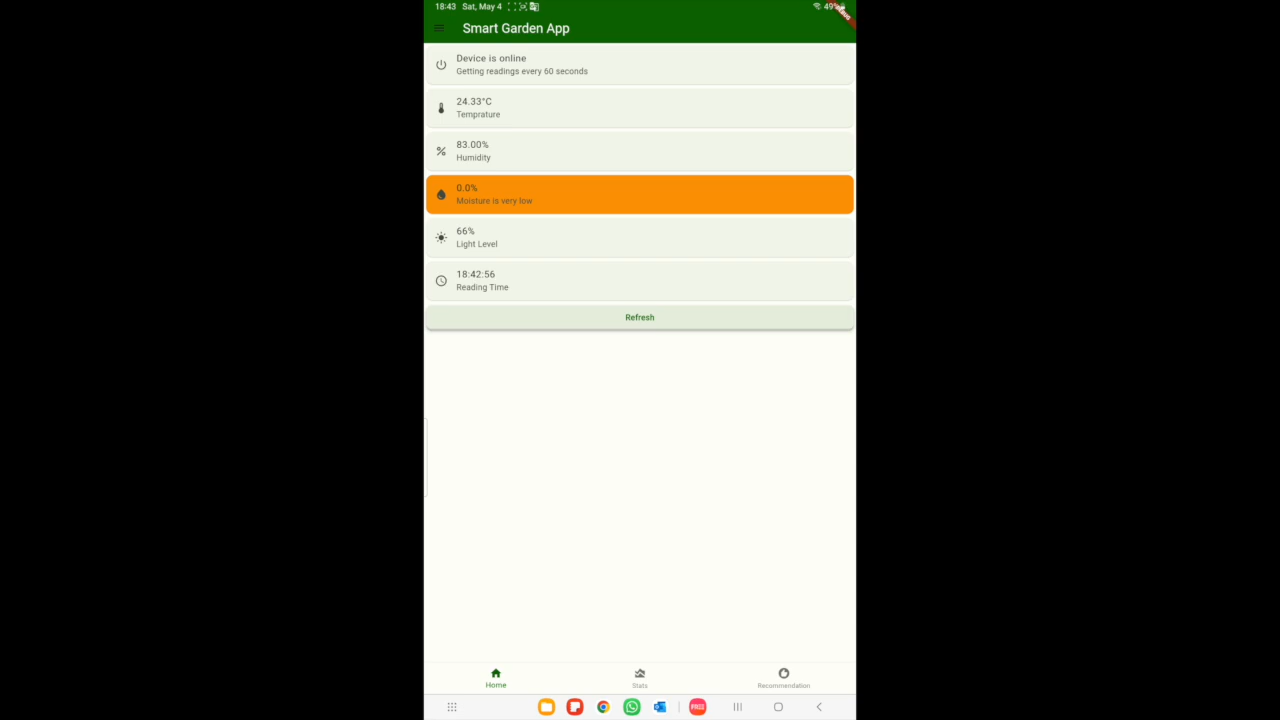 18:43 Sat, May 4 49%
Smart Garden App
Device is online
Getting readings every 60 seconds
24.33°C
Temprature
83.00%
Humidity
0.0%
Moisture is very low
66%
Light Level
18:42:56
Reading Time
Refresh
Home
Stats
Recommendation
FREE